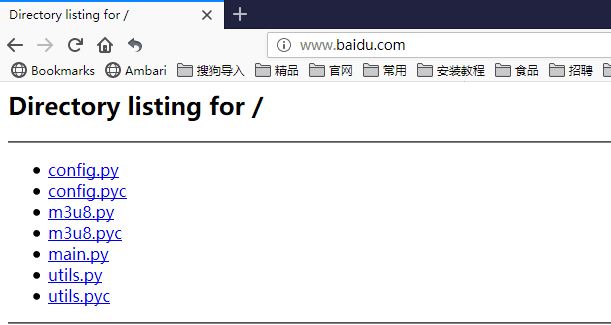 Directory listing for /
www.baidu.com
Bookmarks Ambari 搜狗导入 精品 官网 常用 安装教程 食品 招聘
Directory listing for /
config.py
config.pyc
m3u8.py
m3u8.pyc
main.py
utils.py
utils.pyc